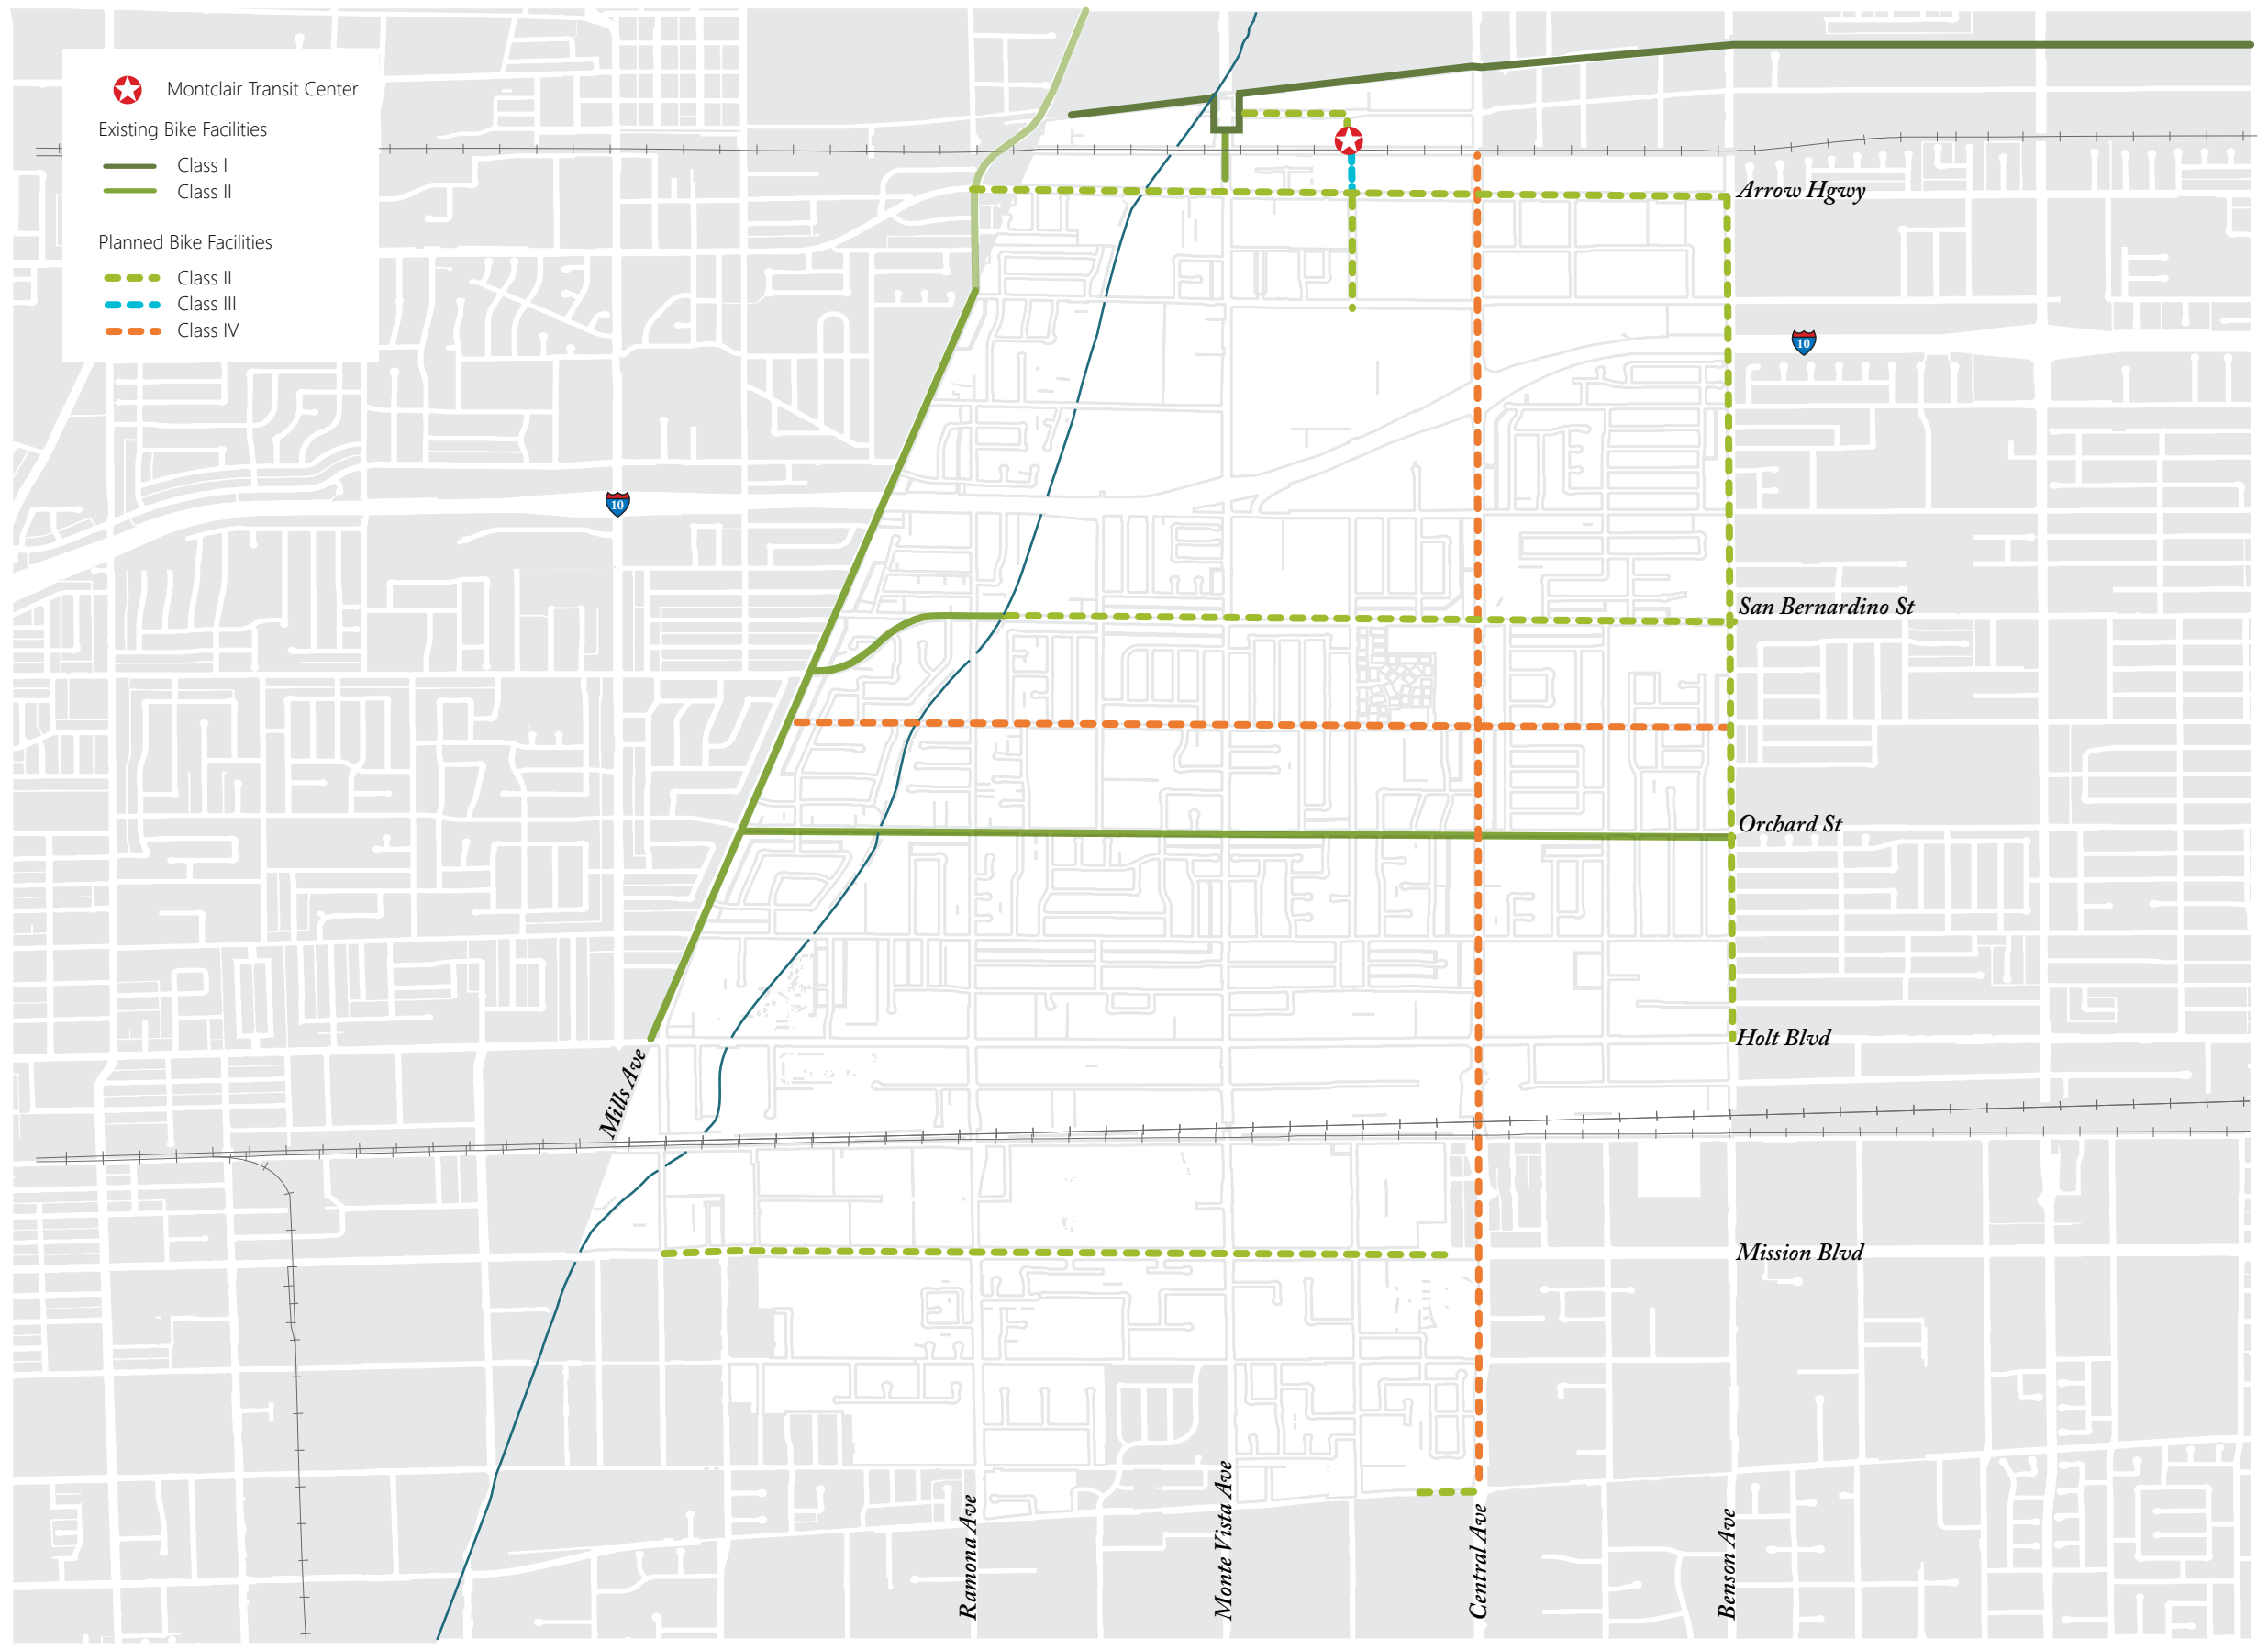 Montclair Transit Center
Existing Bike Facilities
Class I
Class II
Planned Bike Facilities
Class II
Class III
Class IV
Arrow Hgwy
10
10
San Bernardino St
Orchard St
Holt Blvd
Mills Ave
Mission Blvd
Ramona Ave
Monte Vista Ave
Central Ave
Benson Ave